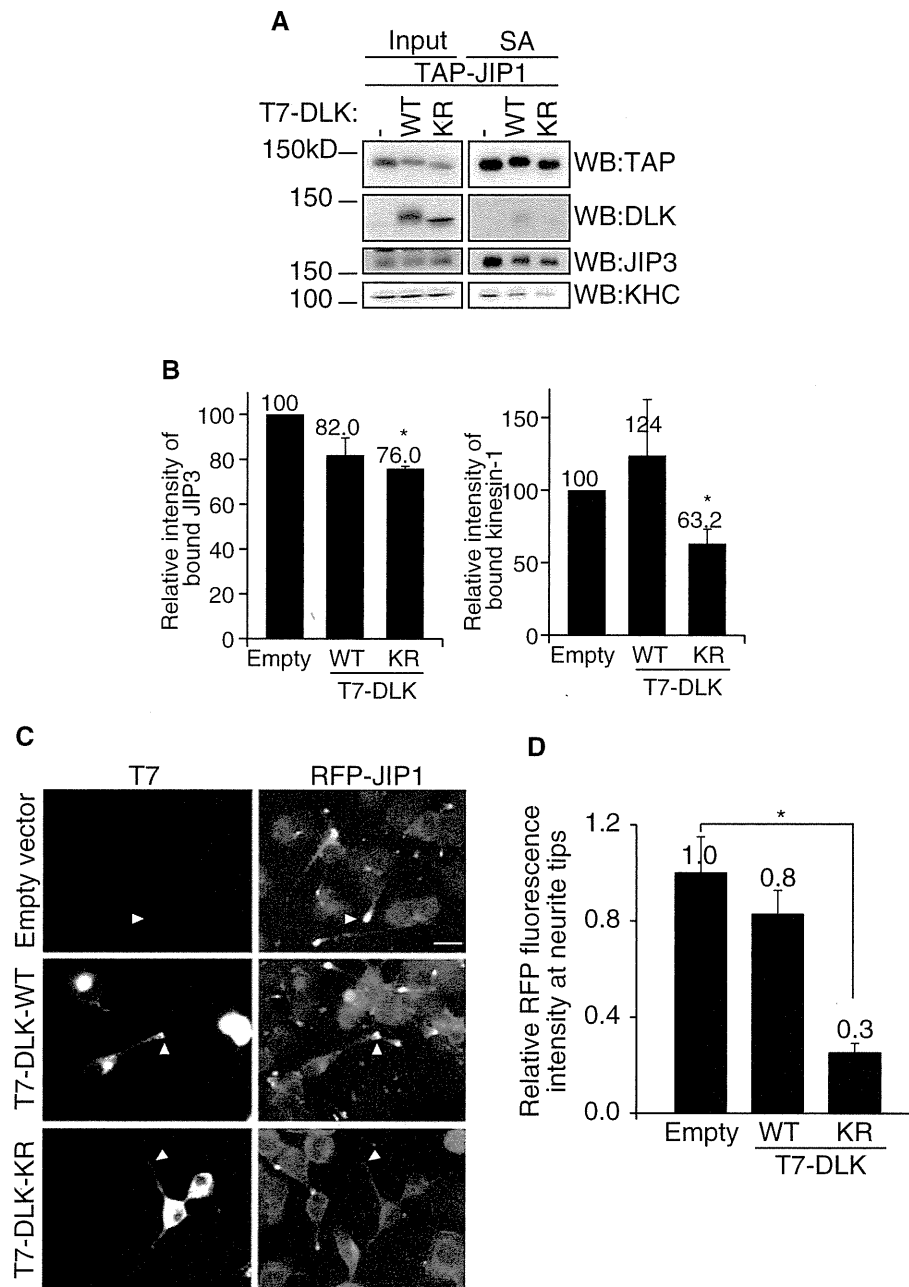 A
Input SA
TAP-JIP1
T7-DLK: - WT KR - WT KR
150kD WB:TAP
150 WB:DLK
150 WB:JIP3
100 WB:KHC
B
Relative intensity of
bound JIP3
100
80
60
40
20
0
100
82.0
*
76.0
Empty WT KR
T7-DLK
Relative intensity of
bound kinesin-1
150
100
50
0
100
124
*
63.2
Empty WT KR
T7-DLK
C
T7 RFP-JIP1
Empty vector
T7-DLK-WT
T7-DLK-KR
D
Relative RFP fluorescence
intensity at neurite tips
1.2
0.8
0.4
0.0
*
1.0
0.8
0.3
Empty WT KR
T7-DLK